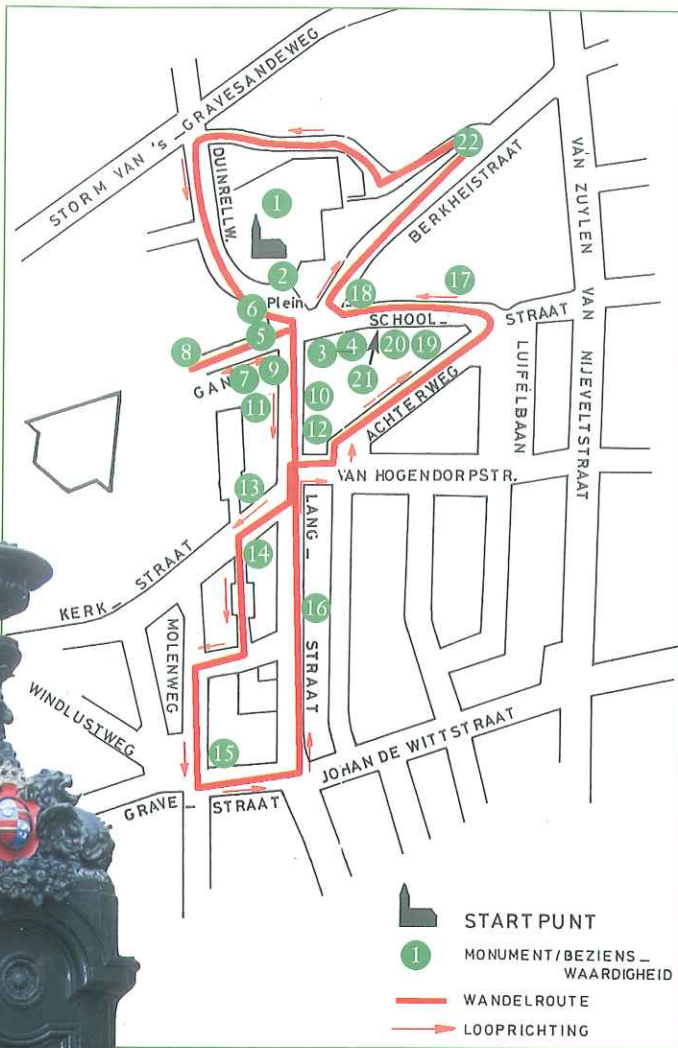 STORM VAN 's _GRAVESANDEWEG
DUINRELLW.
BERKHEISTRAAT
VAN ZUYLEN VAN NIJEVELTSTRAAT
22
1
2
Plein
6
5
8
18
17
SCHOOL_ STRAAT
3
4
20
19
21
GAN
7
9
10
11
12
ACHTERWEG
LUIFELBAAN
VAN HOGENDORPSTR.
13
14
LANG_ STRAAT
16
KERK_ STRAAT
MOLENWEG
WINDLUSTWEG
15
JOHAN DE WITTSTRAAT
GRAVE_ STRAAT
STARTPUNT
1
MONUMENT/BEZIENS_
WAARDIGHEID
WANDELROUTE
LOOPRICHTING